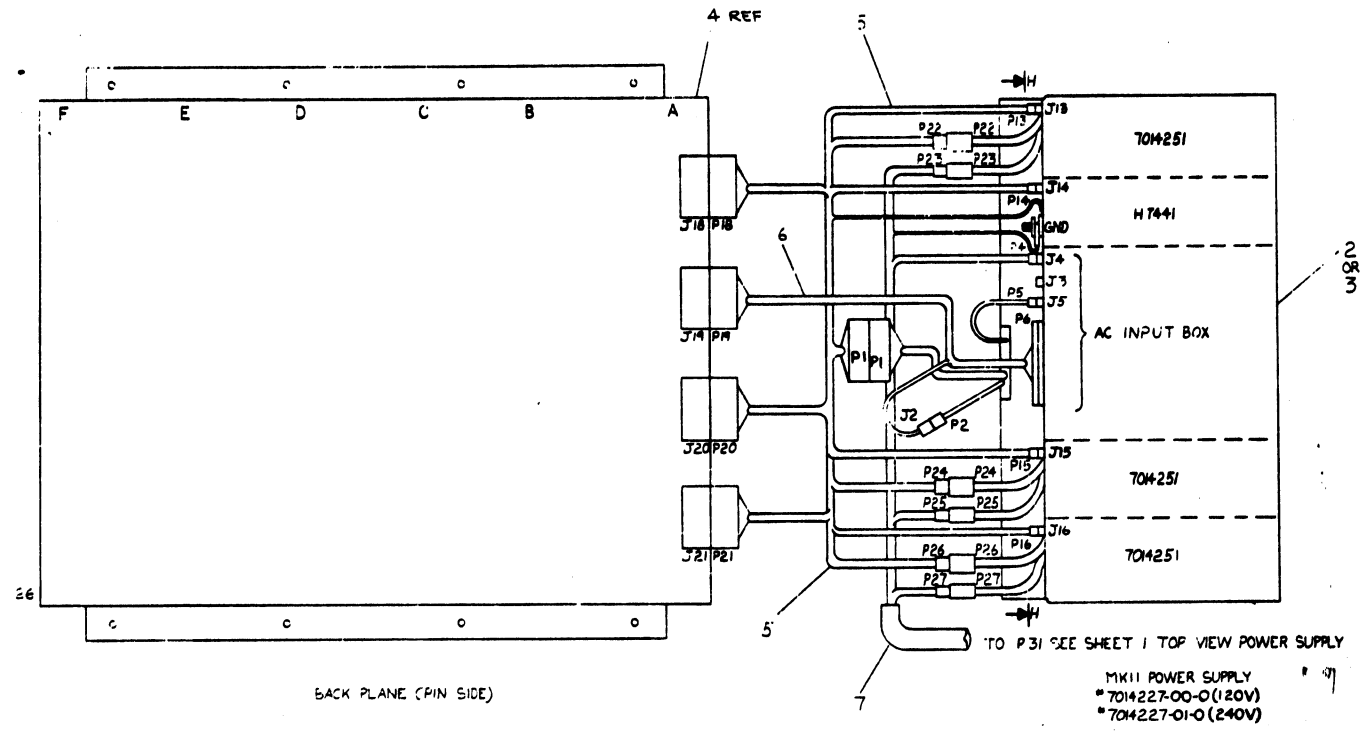 4 REF
5
H
F E D C B A
J13
P13
P22 P22
7014251
P23 P23
J14
P14
H7441
J18 P18
GND
6
P4
J4
2
OR
3
J3
P5
J5
P6
AC INPUT BOX
J19 P19
P1 P1
J2
P2
J20 P20
J15
P15
P24 P24
7014251
P25 P25
J16
P16
J21 P21
P26 P26
7014251
P27 P27
26
H
5
TO P31 SEE SHEET 1 TOP VIEW POWER SUPPLY
7
BACK PLANE (PIN SIDE)
MKII POWER SUPPLY
*7014227-00-0 (120V)
*7014227-01-0 (240V)